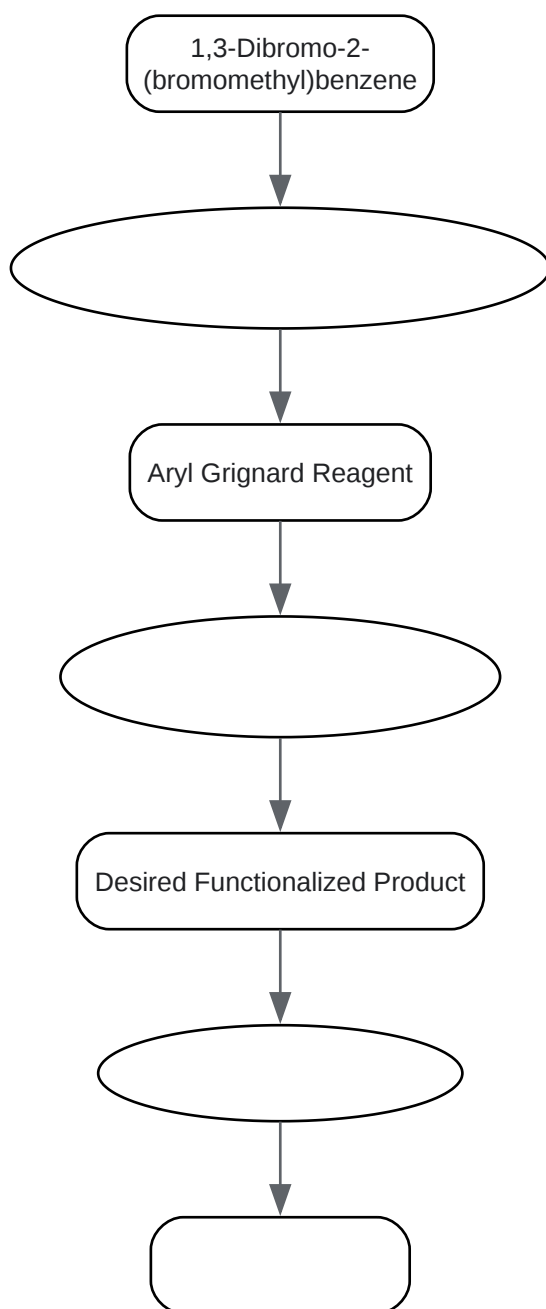 1,3-Dibromo-2-
(bromomethyl)benzene
Aryl Grignard Reagent
Desired Functionalized Product